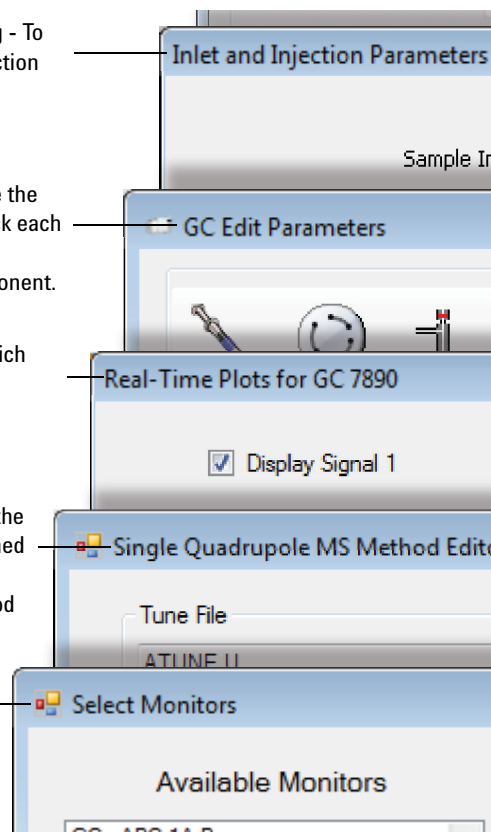 - To
Inlet and Injection Parameters
ction
Sample
e the
ck each
GC Edit Parameters
onent.
ich
Real-Time Plots for GC 7890
Display Signal 1
the
ned
Single Quadrupole MS Method Edito
od
Tune File
ATUNE.U
Select Monitors
Available Monitors